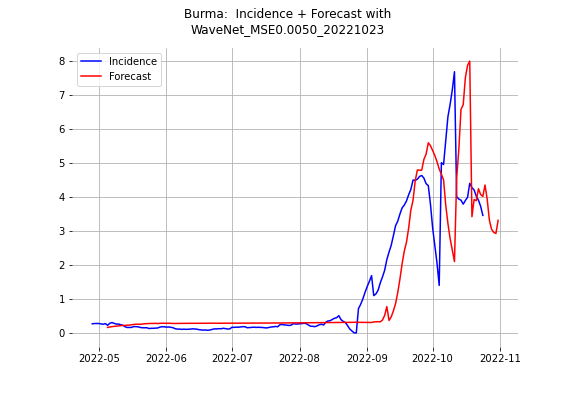 Burma:  Incidence + Forecast with
WaveNet_MSE0.0050_20221023
Incidence
Forecast
8
7
6
5
4
3
2
1
0
2022-05 2022-06 2022-07 2022-08 2022-09 2022-10 2022-11